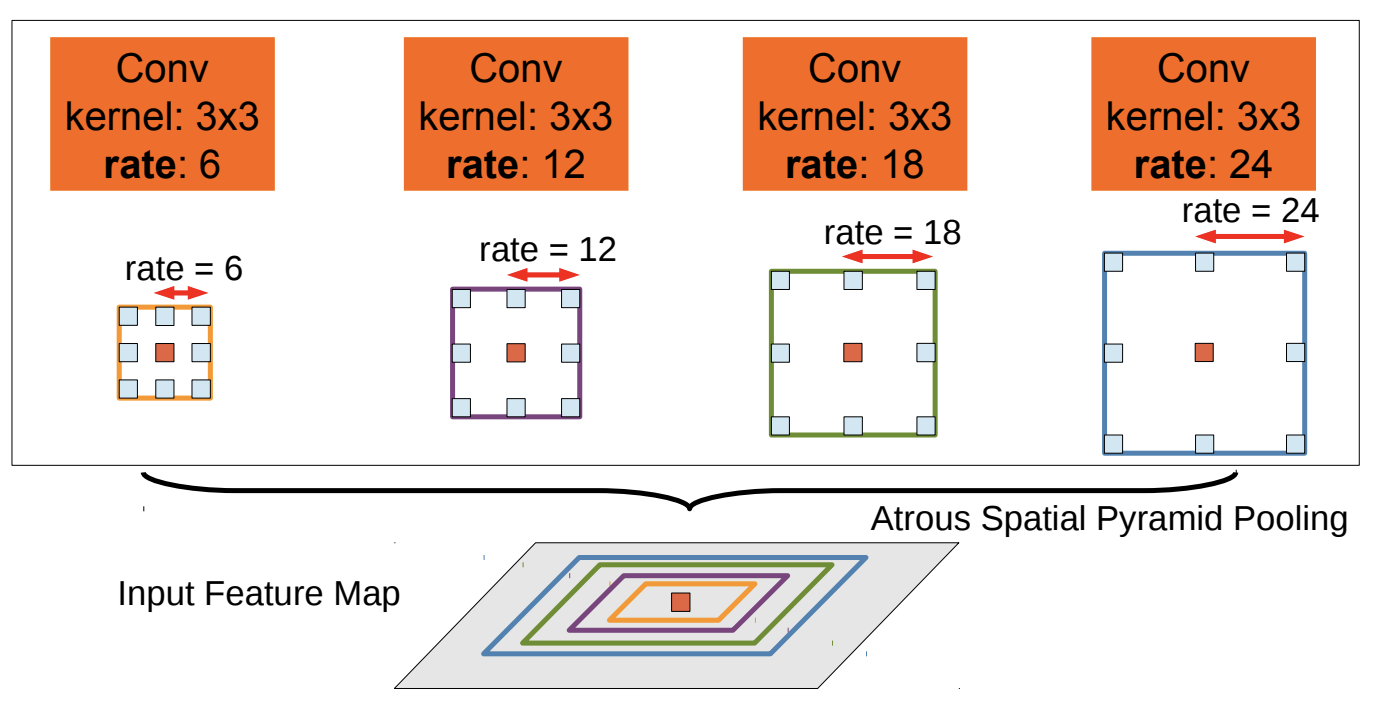 Conv
kernel: 3x3
rate: 6
Conv
kernel: 3x3
rate: 12
Conv
kernel: 3x3
rate: 18
Conv
kernel: 3x3
rate: 24
rate = 6
rate = 12
rate = 18
rate = 24
Atrous Spatial Pyramid Pooling
Input Feature Map